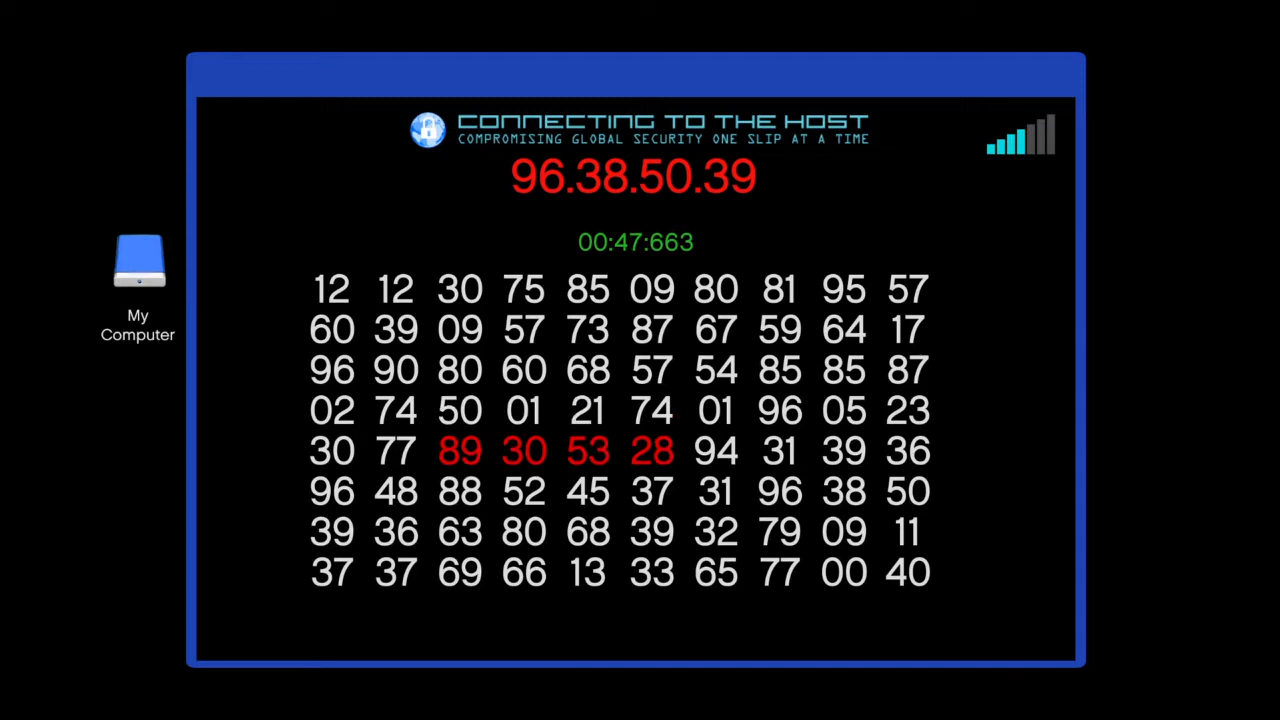 CONNECTING TO THE HOST
COMPROMISING GLOBAL SECURITY ONE SLIP AT A TIME
96.38.50.39
00:47:663
My
Computer
12 12 30 75 85 09 80 81 95 57
60 39 09 57 73 87 67 59 64 17
96 90 80 60 68 57 54 85 85 87
02 74 50 01 21 74 01 96 05 23
30 77 89 30 53 28 94 31 39 36
96 48 88 52 45 37 31 96 38 50
39 36 63 80 68 39 32 79 09 11
37 37 69 66 13 33 65 77 00 40